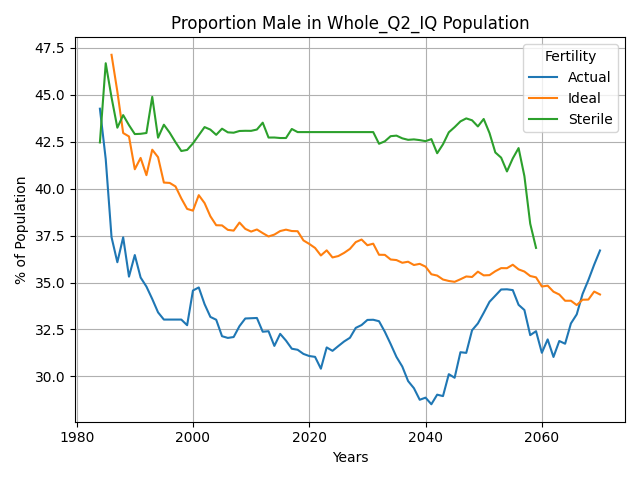 Proportion Male in Whole_Q2_IQ Population
47.5
45.0
42.5
40.0
37.5
35.0
32.5
30.0
% of Population
Fertility
Actual
Ideal
Sterile
1980
2000
2020
2040
2060
Years